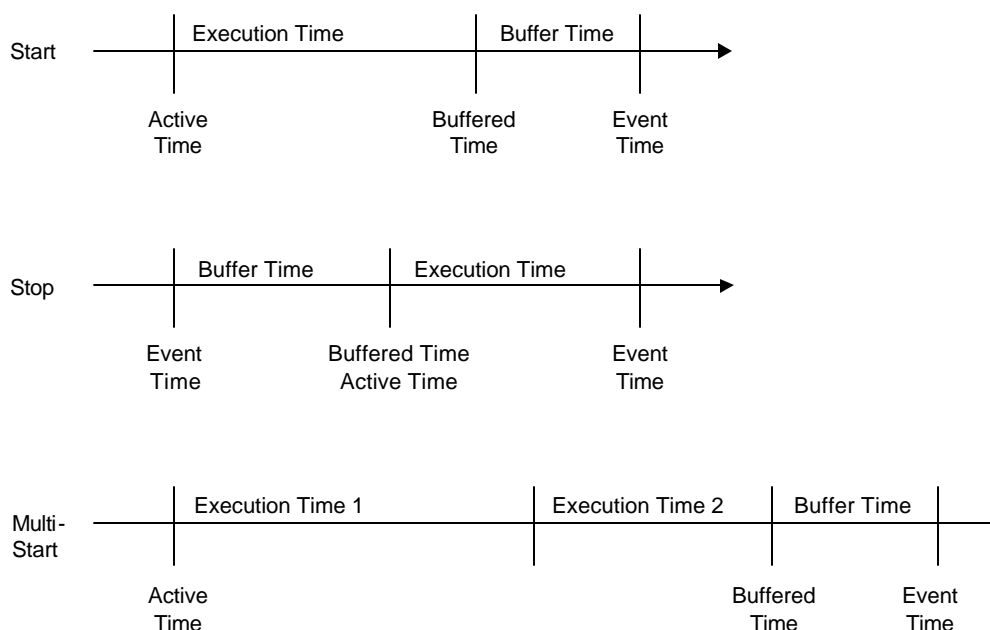 Execution Time
Buffer Time
Start
Active
Time
Buffered
Time
Event
Time
Buffer Time
Execution Time
Stop
Event
Time
Buffered Time
Active Time
Event
Time
Execution Time 1
Execution Time 2
Buffer Time
Multi-
Start
Active
Time
Buffered
Time
Event
Time